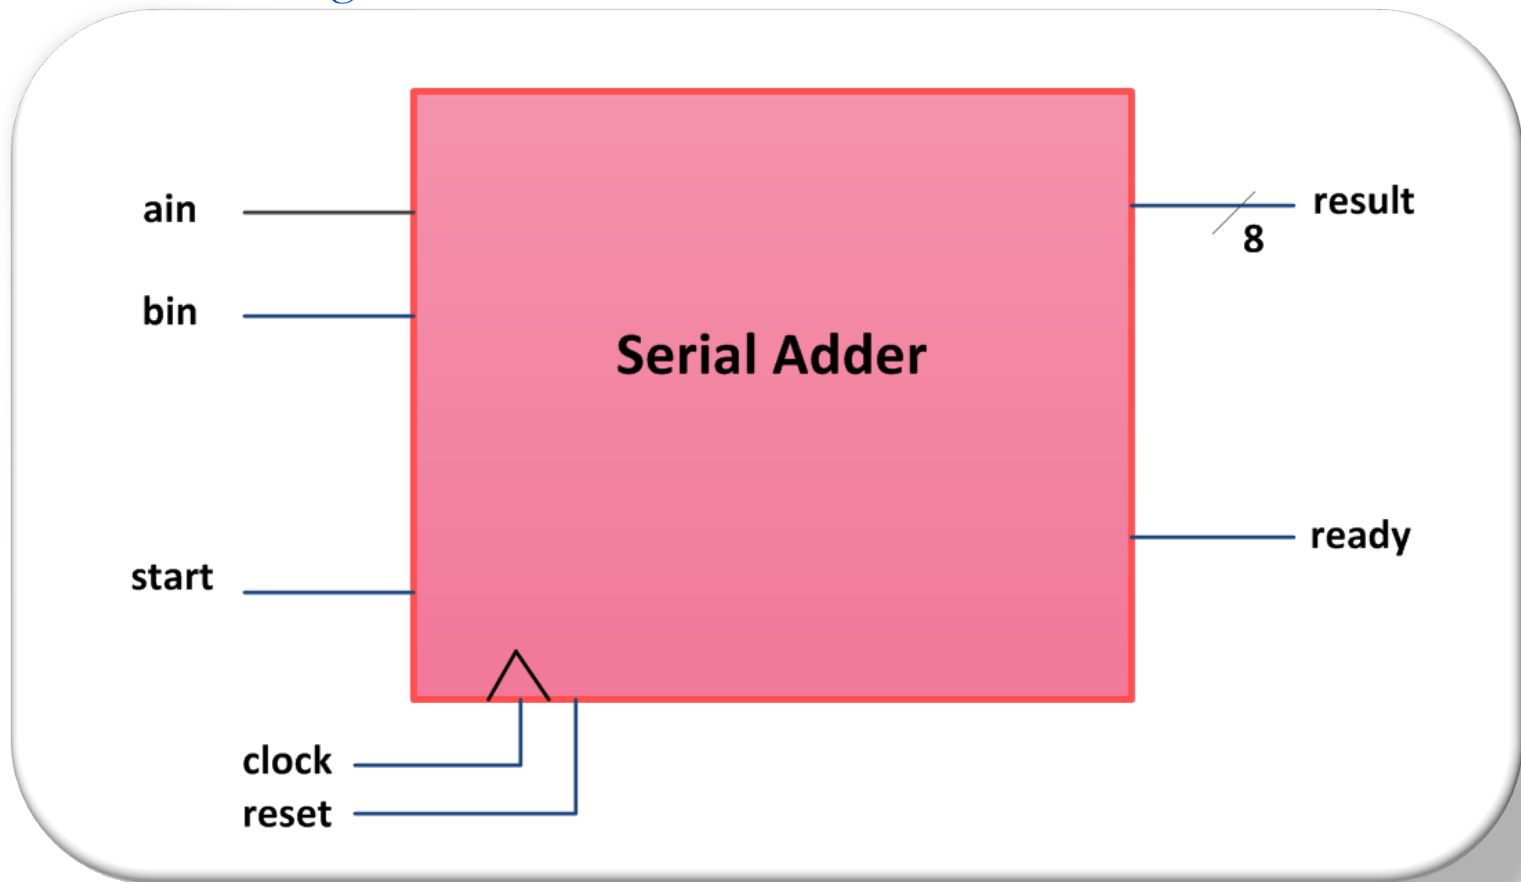 ain
result
8
bin
Serial Adder
ready
start
clock
reset